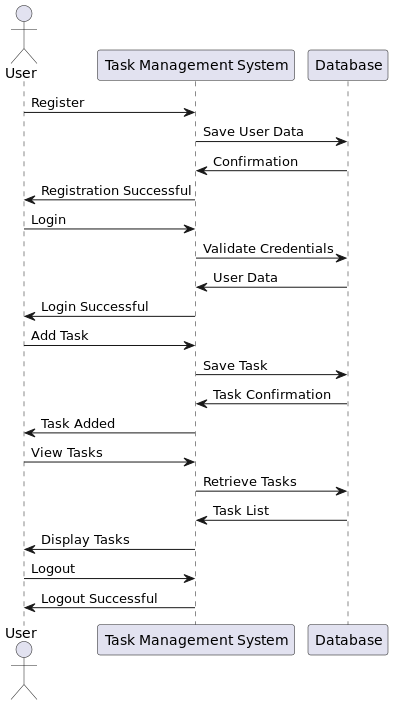 User
Task Management System
Database
Register
Save User Data
Confirmation
Registration Successful
Login
Validate Credentials
User Data
Login Successful
Add Task
Save Task
Task Confirmation
Task Added
View Tasks
Retrieve Tasks
Task List
Display Tasks
Logout
Logout Successful
User
Task Management System
Database